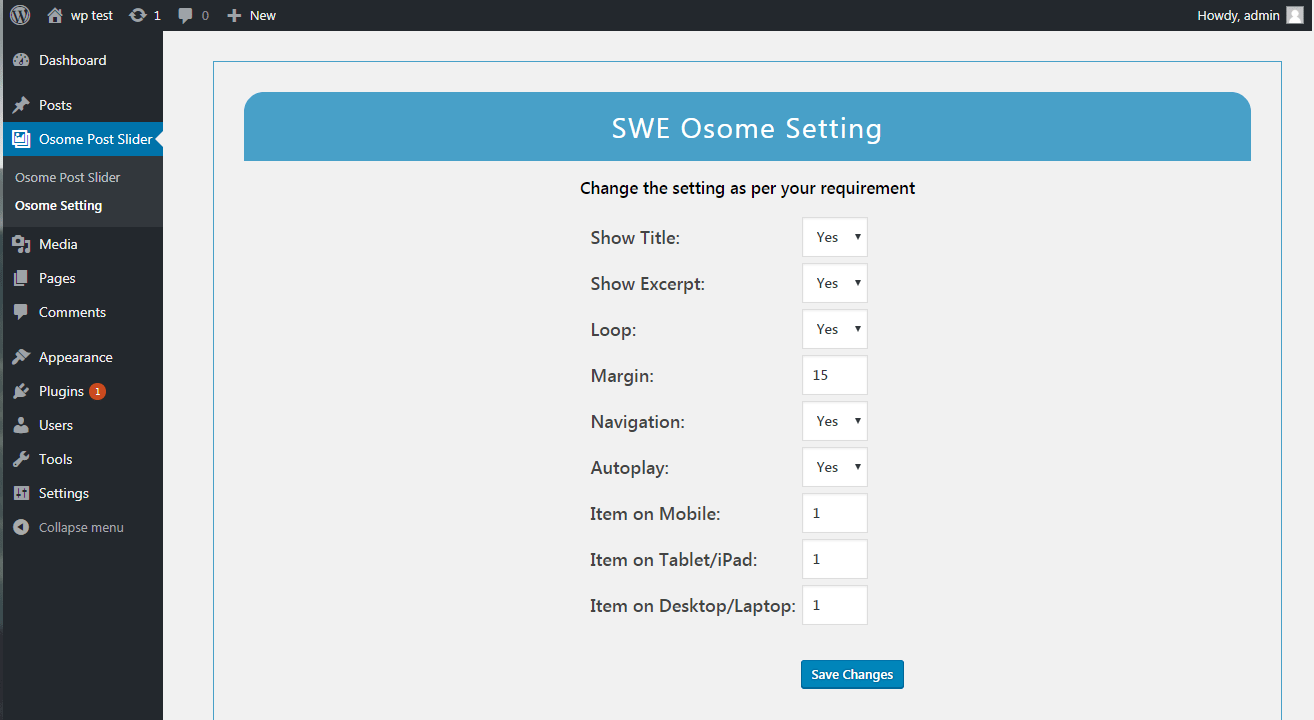 wp test 1 0 New Howdy, admin
Dashboard
Posts
Osome Post Slider
Osome Post Slider
Osome Setting
Media
Pages
Comments
Appearance
Plugins 1
Users
Tools
Settings
Collapse menu
SWE Osome Setting
Change the setting as per your requirement
Show Title: Yes
Show Excerpt: Yes
Loop: Yes
Margin: 15
Navigation: Yes
Autoplay: Yes
Item on Mobile: 1
Item on Tablet/iPad: 1
Item on Desktop/Laptop: 1
Save Changes